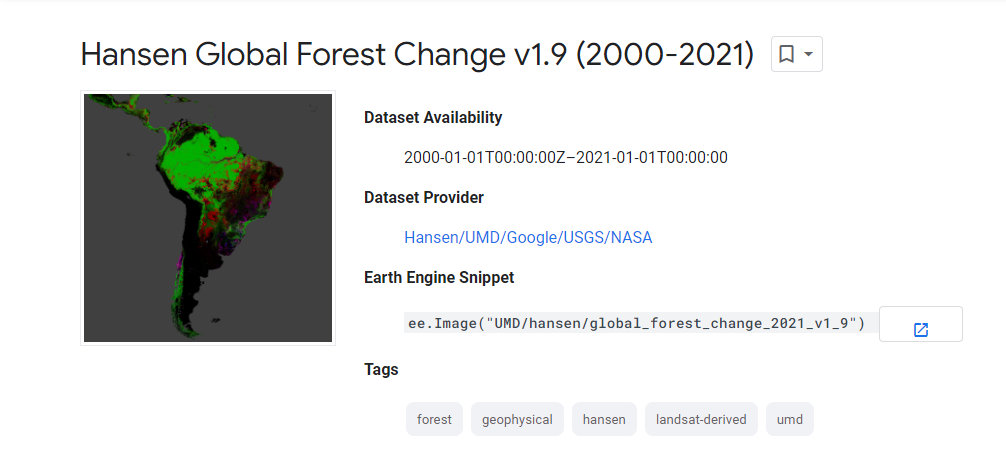 Hansen Global Forest Change v1.9 (2000-2021)
Dataset Availability
2000-01-01T00:00:00Z–2021-01-01T00:00:00
Dataset Provider
Hansen/UMD/Google/USGS/NASA
Earth Engine Snippet
ee.Image("UMD/hansen/global_forest_change_2021_v1_9")
Tags
forest geophysical hansen landsat-derived umd